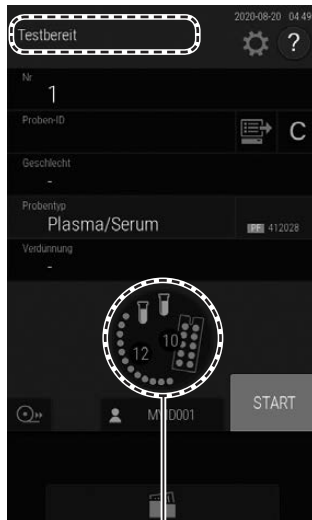 2020-08-20 04:49
Testbereit
?
Nr
1
Proben-ID
C
Geschlecht
-
Probentyp
Plasma/Serum
PF 412028
Verdünnung
-
10
12
START